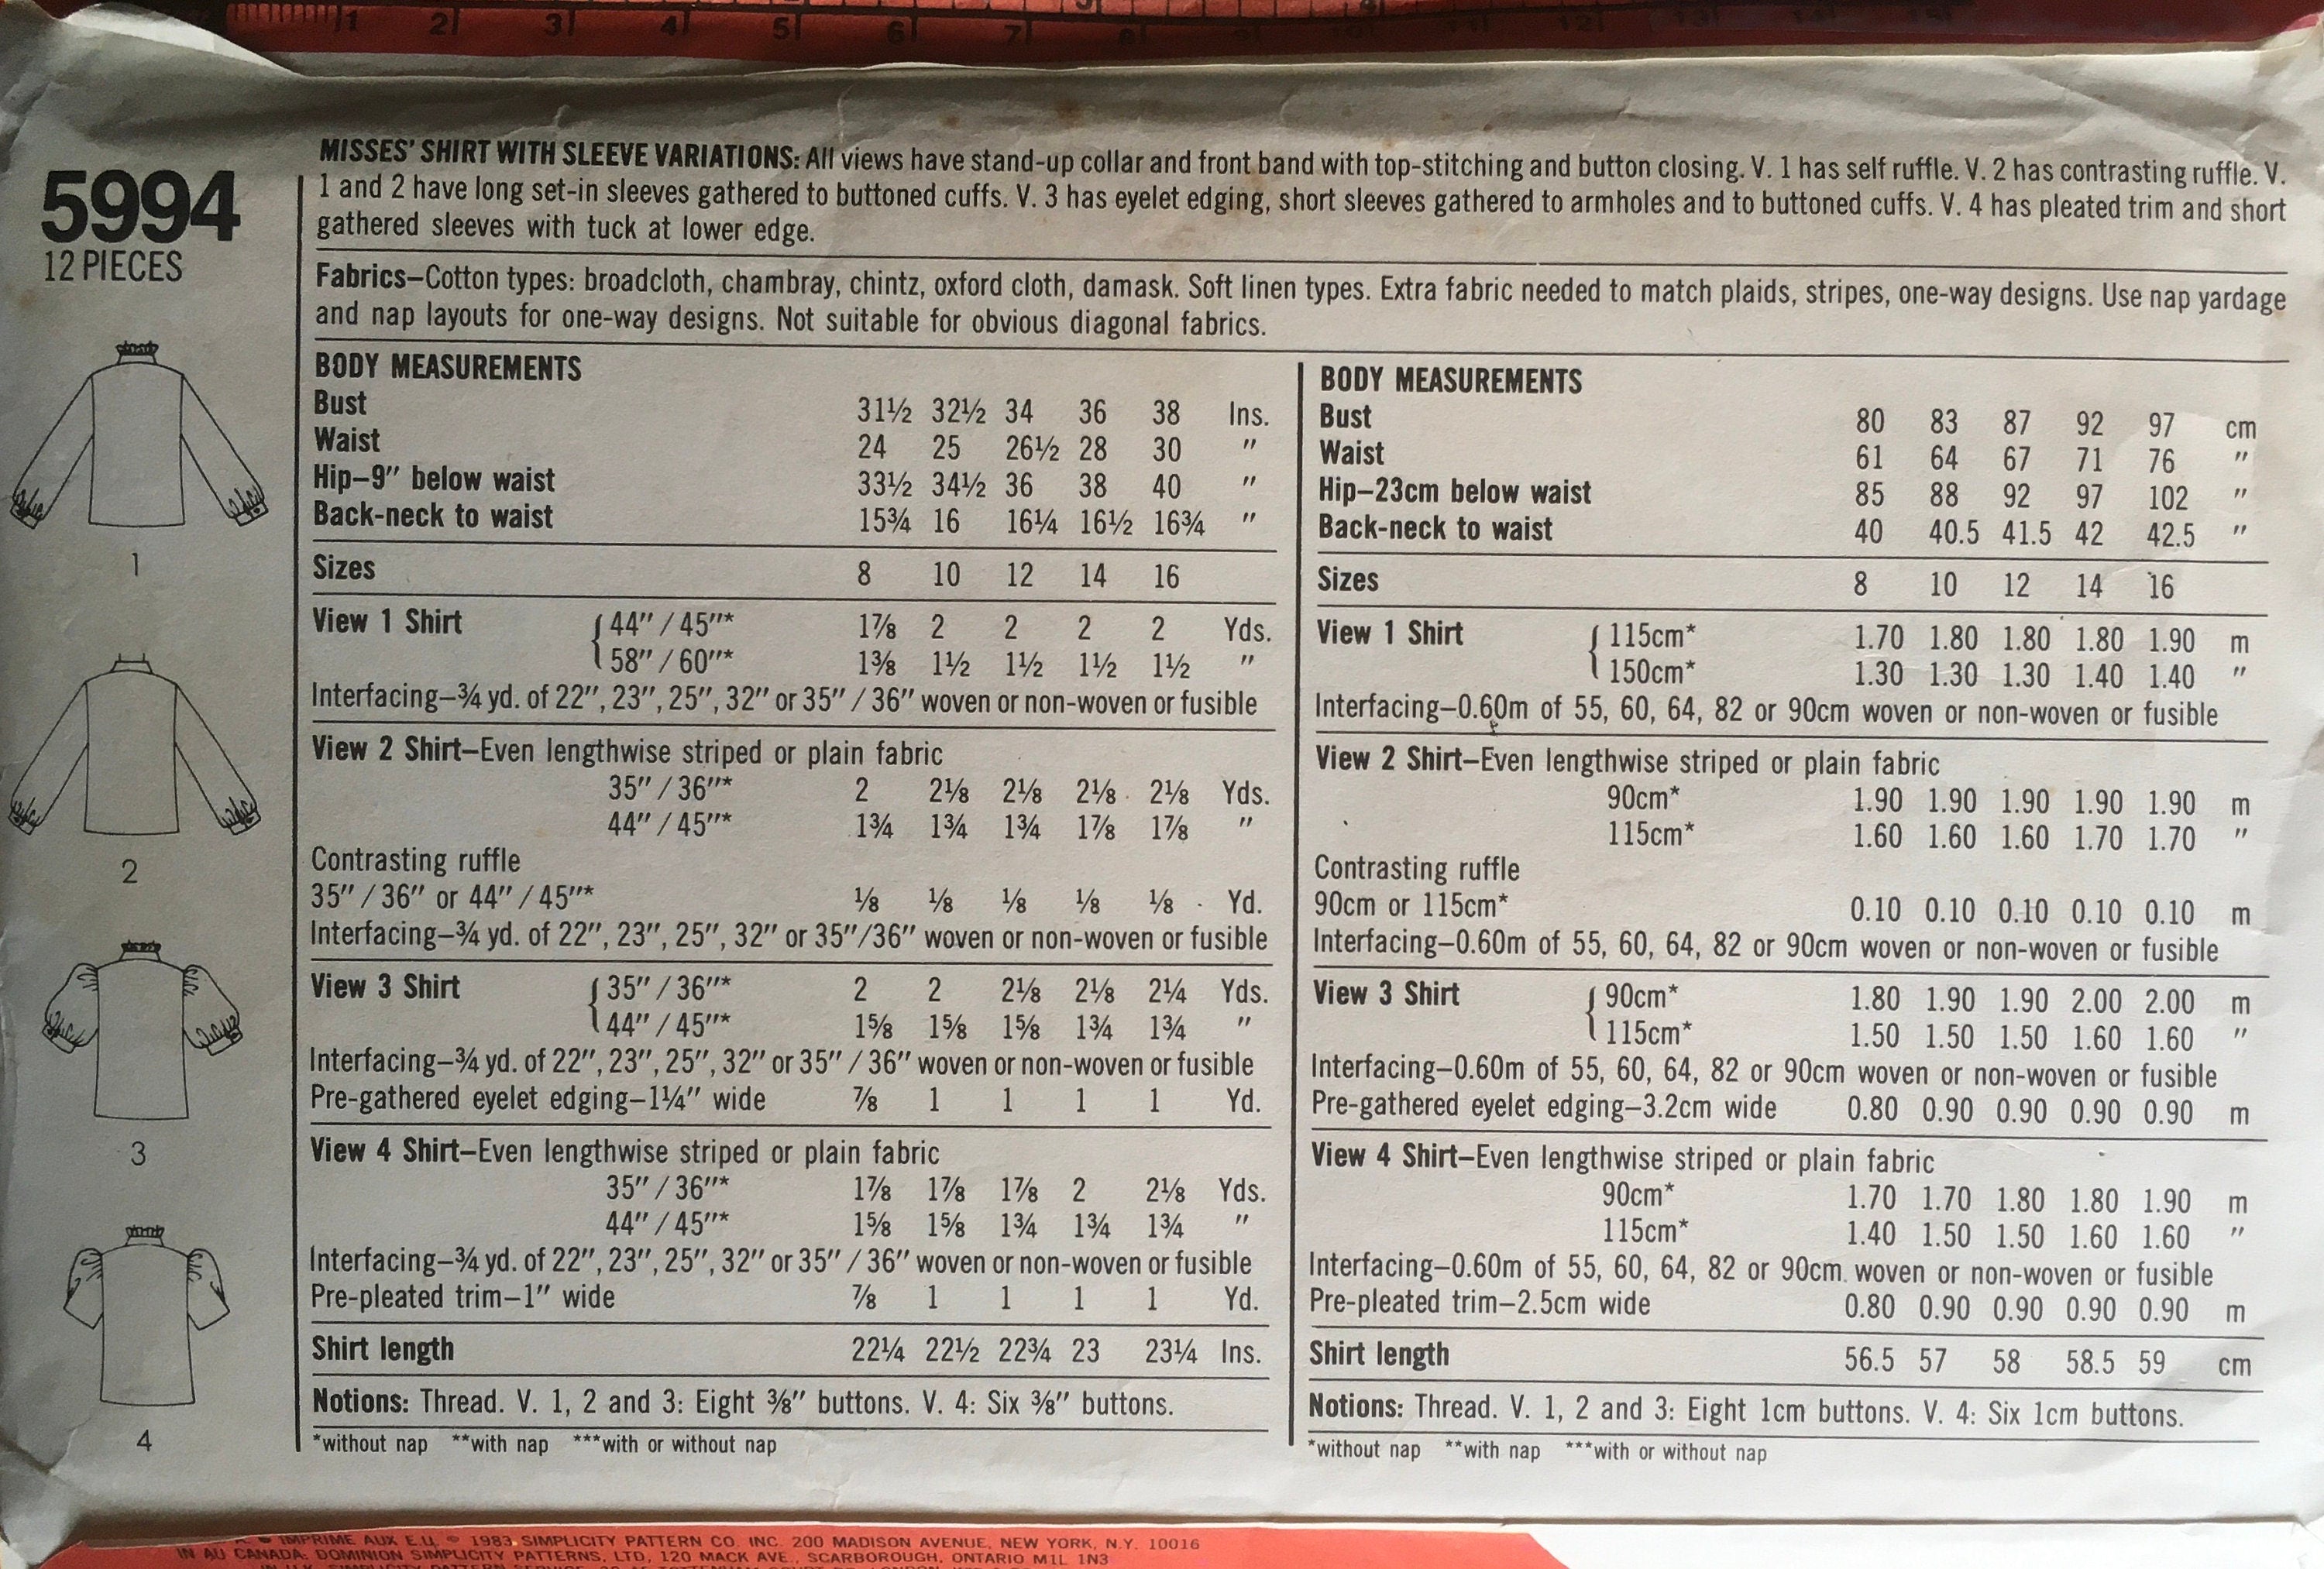 1 2 3 4 5 6 7 8 9 10 11 12 13 14 15
5994
12 PIECES
1
2
3
4
MISSES' SHIRT WITH SLEEVE VARIATIONS: All views have stand-up collar and front band with top-stitching and button closing. V. 1 has self ruffle. V. 2 has contrasting ruffle. V.
1 and 2 have long set-in sleeves gathered to buttoned cuffs. V. 3 has eyelet edging, short sleeves gathered to armholes and to buttoned cuffs. V. 4 has pleated trim and short
gathered sleeves with tuck at lower edge.
Fabrics—Cotton types: broadcloth, chambray, chintz, oxford cloth, damask. Soft linen types. Extra fabric needed to match plaids, stripes, one-way designs. Use nap yardage
and nap layouts for one-way designs. Not suitable for obvious diagonal fabrics.
BODY MEASUREMENTS
Bust 31½ 32½ 34 36 38 Ins.
Waist 24 25 26½ 28 30 "
Hip—9" below waist 33½ 34½ 36 38 40 "
Back-neck to waist 15¾ 16 16¼ 16½ 16¾ "
Sizes 8 10 12 14 16
View 1 Shirt 44" / 45"* 1⅞ 2 2 2 2 Yds.
58" / 60"* 1⅜ 1½ 1½ 1½ 1½ "
Interfacing—¾ yd. of 22", 23", 25", 32" or 35" / 36" woven or non-woven or fusible
View 2 Shirt—Even lengthwise striped or plain fabric
35" / 36"* 2 2⅛ 2⅛ 2⅛ 2⅛ Yds.
44" / 45"* 1¾ 1¾ 1¾ 1⅞ 1⅞ "
Contrasting ruffle
35" / 36" or 44" / 45"* ⅛ ⅛ ⅛ ⅛ ⅛ Yd.
Interfacing—¾ yd. of 22", 23", 25", 32" or 35"/36" woven or non-woven or fusible
View 3 Shirt 35" / 36"* 2 2 2⅛ 2⅛ 2¼ Yds.
44" / 45"* 1⅝ 1⅝ 1⅝ 1¾ 1¾ "
Interfacing—¾ yd. of 22", 23", 25", 32" or 35" / 36" woven or non-woven or fusible
Pre-gathered eyelet edging—1¼" wide ⅞ 1 1 1 1 Yd.
View 4 Shirt—Even lengthwise striped or plain fabric
35" / 36"* 1⅞ 1⅞ 1⅞ 2 2⅛ Yds.
44" / 45"* 1⅝ 1⅝ 1¾ 1¾ 1¾ "
Interfacing—¾ yd. of 22", 23", 25", 32" or 35" / 36" woven or non-woven or fusible
Pre-pleated trim—1" wide ⅞ 1 1 1 1 Yd.
Shirt length 22¼ 22½ 22¾ 23 23¼ Ins.
Notions: Thread. V. 1, 2 and 3: Eight ⅜" buttons. V. 4: Six ⅜" buttons.
*without nap **with nap ***with or without nap
BODY MEASUREMENTS
Bust 80 83 87 92 97 cm
Waist 61 64 67 71 76 "
Hip—23cm below waist 85 88 92 97 102 "
Back-neck to waist 40 40.5 41.5 42 42.5 "
Sizes 8 10 12 14 16
View 1 Shirt 115cm* 1.70 1.80 1.80 1.80 1.90 m
150cm* 1.30 1.30 1.30 1.40 1.40 "
Interfacing—0.60m of 55, 60, 64, 82 or 90cm woven or non-woven or fusible
View 2 Shirt—Even lengthwise striped or plain fabric
90cm* 1.90 1.90 1.90 1.90 1.90 m
115cm* 1.60 1.60 1.60 1.70 1.70 "
Contrasting ruffle
90cm or 115cm* 0.10 0.10 0.10 0.10 0.10 m
Interfacing—0.60m of 55, 60, 64, 82 or 90cm woven or non-woven or fusible
View 3 Shirt 90cm* 1.80 1.90 1.90 2.00 2.00 m
115cm* 1.50 1.50 1.50 1.60 1.60 "
Interfacing—0.60m of 55, 60, 64, 82 or 90cm woven or non-woven or fusible
Pre-gathered eyelet edging—3.2cm wide 0.80 0.90 0.90 0.90 0.90 m
View 4 Shirt—Even lengthwise striped or plain fabric
90cm* 1.70 1.70 1.80 1.80 1.90 m
115cm* 1.40 1.50 1.50 1.60 1.60 "
Interfacing—0.60m of 55, 60, 64, 82 or 90cm woven or non-woven or fusible
Pre-pleated trim—2.5cm wide 0.80 0.90 0.90 0.90 0.90 m
Shirt length 56.5 57 58 58.5 59 cm
Notions: Thread. V. 1, 2 and 3: Eight 1cm buttons. V. 4: Six 1cm buttons.
*without nap **with nap ***with or without nap
IMPRIME AUX E.U. © 1983 SIMPLICITY PATTERN CO. INC. 200 MADISON AVENUE, NEW YORK, N.Y. 10016
IN AU CANADA: DOMINION SIMPLICITY PATTERNS, LTD, 120 MACK AVE., SCARBOROUGH, ONTARIO M1L 1N3